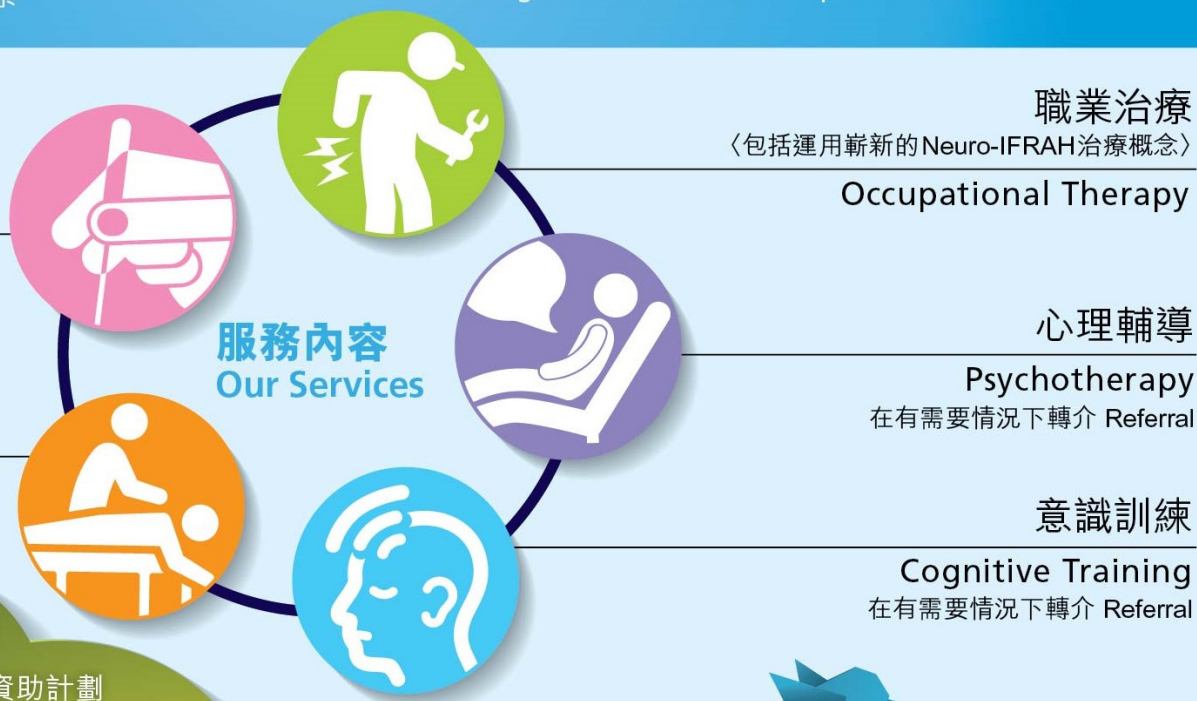 職業治療
〈包括運用嶄新的Neuro-IFRAH治療概念〉
Occupational Therapy
服務內容
Our Services
心理輔導
Psychotherapy
在有需要情況下轉介 Referral
意識訓練
Cognitive Training
在有需要情況下轉介 Referral
資助計劃